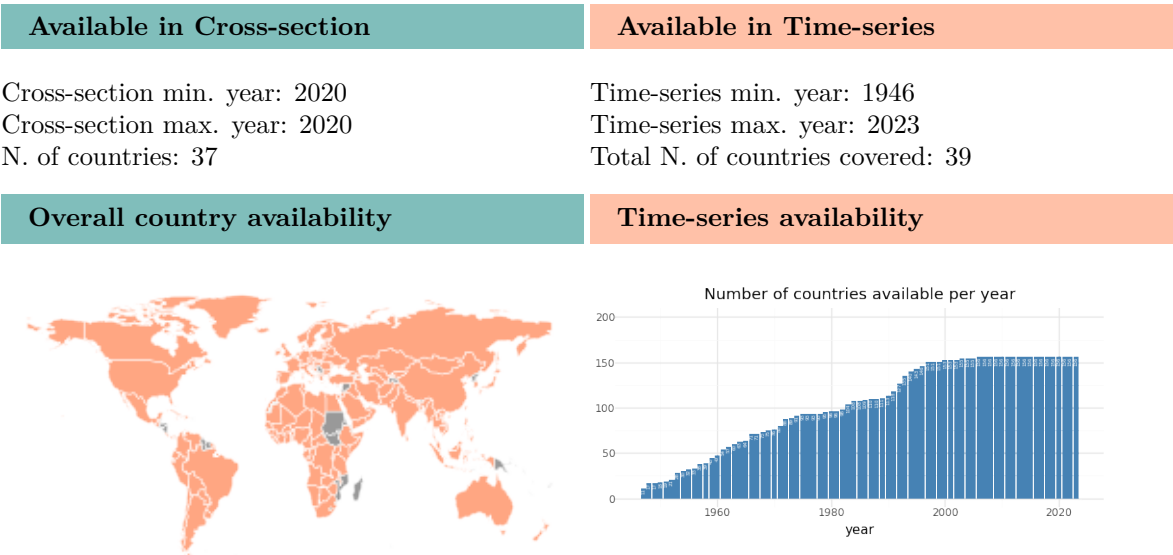 Available in Cross-section
Available in Time-series
Cross-section min. year: 2020
Cross-section max. year: 2020
N. of countries: 37
Time-series min. year: 1946
Time-series max. year: 2023
Total N. of countries covered: 39
Overall country availability
Time-series availability
Number of countries available per year
200
150
100
50
0
1960
1980
2000
2020
year